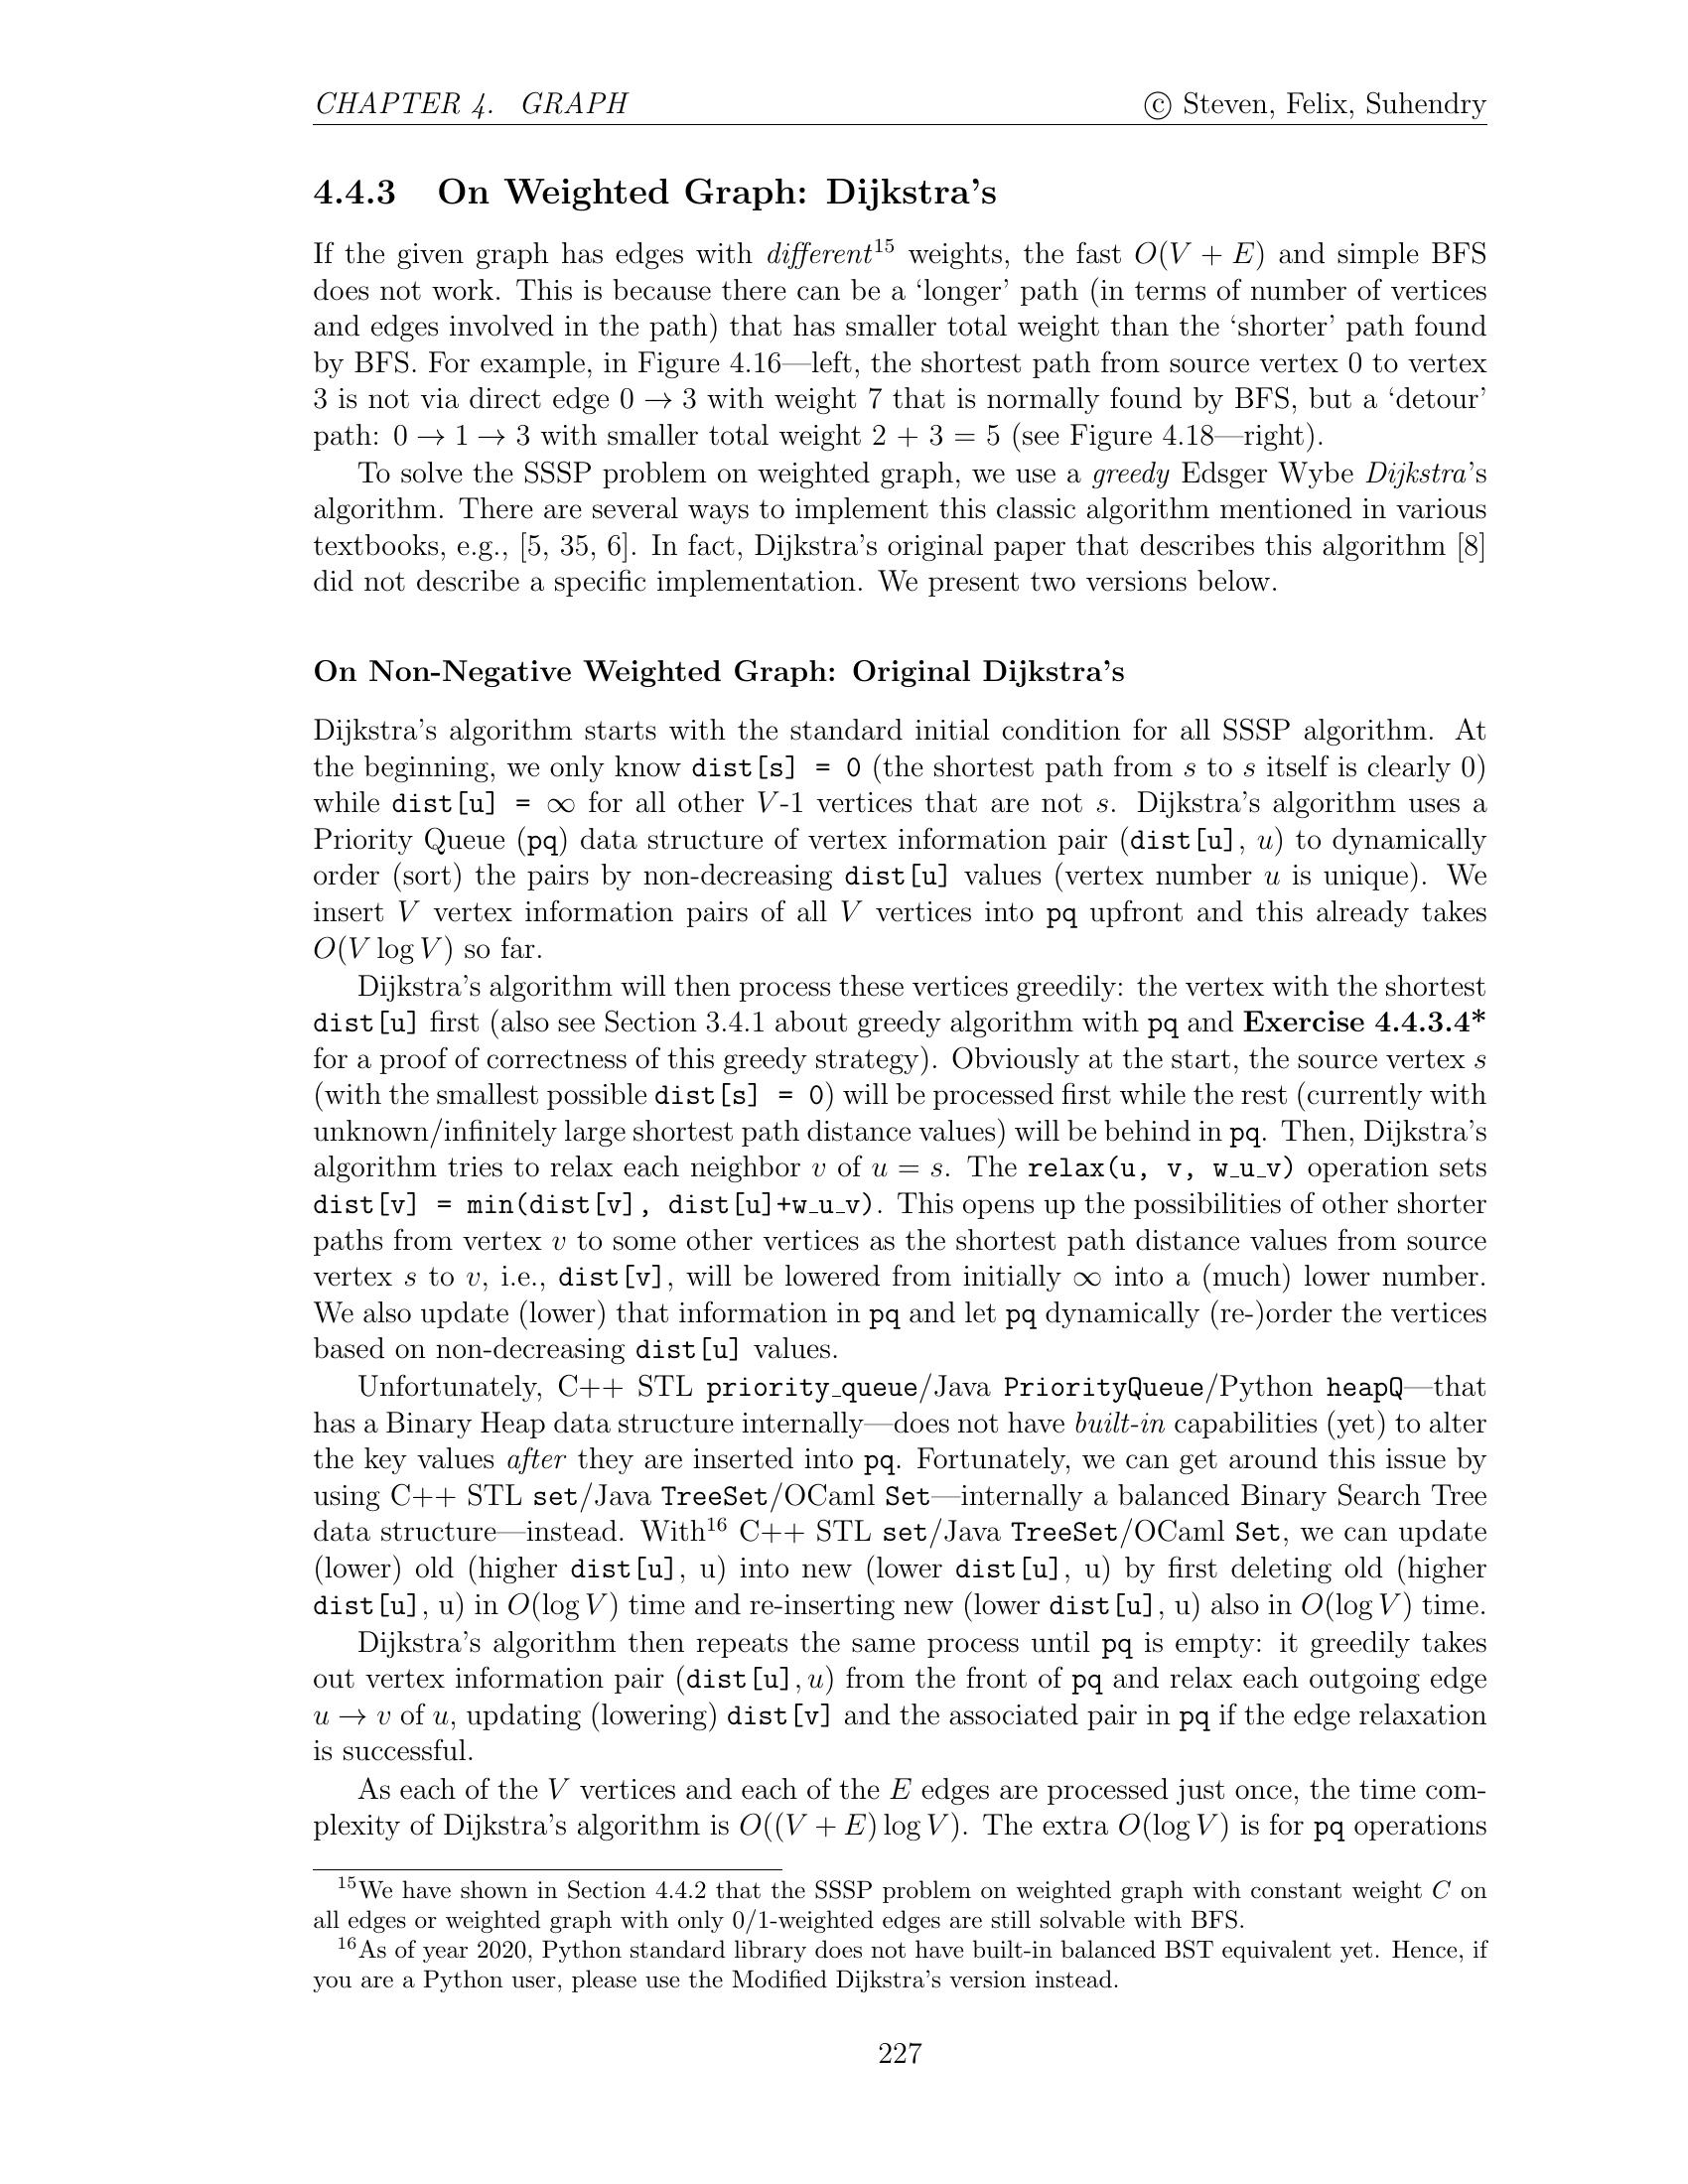 CHAPTER 4. GRAPH © Steven, Felix, Suhendry
4.4.3 On Weighted Graph: Dijkstra's
If the given graph has edges with different15 weights, the fast O(V + E) and simple BFS
does not work. This is because there can be a ‘longer’ path (in terms of number of vertices
and edges involved in the path) that has smaller total weight than the ‘shorter’ path found
by BFS. For example, in Figure 4.16—left, the shortest path from source vertex 0 to vertex
3 is not via direct edge 0 → 3 with weight 7 that is normally found by BFS, but a ‘detour’
path: 0 → 1 → 3 with smaller total weight 2 + 3 = 5 (see Figure 4.18—right).
To solve the SSSP problem on weighted graph, we use a greedy Edsger Wybe Dijkstra's
algorithm. There are several ways to implement this classic algorithm mentioned in various
textbooks, e.g., [5, 35, 6]. In fact, Dijkstra's original paper that describes this algorithm [8]
did not describe a specific implementation. We present two versions below.
On Non-Negative Weighted Graph: Original Dijkstra's
Dijkstra's algorithm starts with the standard initial condition for all SSSP algorithm. At
the beginning, we only know dist[s] = 0 (the shortest path from s to s itself is clearly 0)
while dist[u] = ∞ for all other V-1 vertices that are not s. Dijkstra's algorithm uses a
Priority Queue (pq) data structure of vertex information pair (dist[u], u) to dynamically
order (sort) the pairs by non-decreasing dist[u] values (vertex number u is unique). We
insert V vertex information pairs of all V vertices into pq upfront and this already takes
O(V log V) so far.
Dijkstra's algorithm will then process these vertices greedily: the vertex with the shortest
dist[u] first (also see Section 3.4.1 about greedy algorithm with pq and Exercise 4.4.3.4*
for a proof of correctness of this greedy strategy). Obviously at the start, the source vertex s
(with the smallest possible dist[s] = 0) will be processed first while the rest (currently with
unknown/infinitely large shortest path distance values) will be behind in pq. Then, Dijkstra's
algorithm tries to relax each neighbor v of u = s. The relax(u, v, w_u_v) operation sets
dist[v] = min(dist[v], dist[u]+w_u_v). This opens up the possibilities of other shorter
paths from vertex v to some other vertices as the shortest path distance values from source
vertex s to v, i.e., dist[v], will be lowered from initially ∞ into a (much) lower number.
We also update (lower) that information in pq and let pq dynamically (re-)order the vertices
based on non-decreasing dist[u] values.
Unfortunately, C++ STL priority_queue/Java PriorityQueue/Python heapQ—that
has a Binary Heap data structure internally—does not have built-in capabilities (yet) to alter
the key values after they are inserted into pq. Fortunately, we can get around this issue by
using C++ STL set/Java TreeSet/OCaml Set—internally a balanced Binary Search Tree
data structure—instead. With16 C++ STL set/Java TreeSet/OCaml Set, we can update
(lower) old (higher dist[u], u) into new (lower dist[u], u) by first deleting old (higher
dist[u], u) in O(log V) time and re-inserting new (lower dist[u], u) also in O(log V) time.
Dijkstra's algorithm then repeats the same process until pq is empty: it greedily takes
out vertex information pair (dist[u], u) from the front of pq and relax each outgoing edge
u → v of u, updating (lowering) dist[v] and the associated pair in pq if the edge relaxation
is successful.
As each of the V vertices and each of the E edges are processed just once, the time com-
plexity of Dijkstra's algorithm is O((V + E) log V). The extra O(log V) is for pq operations
15We have shown in Section 4.4.2 that the SSSP problem on weighted graph with constant weight C on
all edges or weighted graph with only 0/1-weighted edges are still solvable with BFS.
16As of year 2020, Python standard library does not have built-in balanced BST equivalent yet. Hence, if
you are a Python user, please use the Modified Dijkstra's version instead.
227